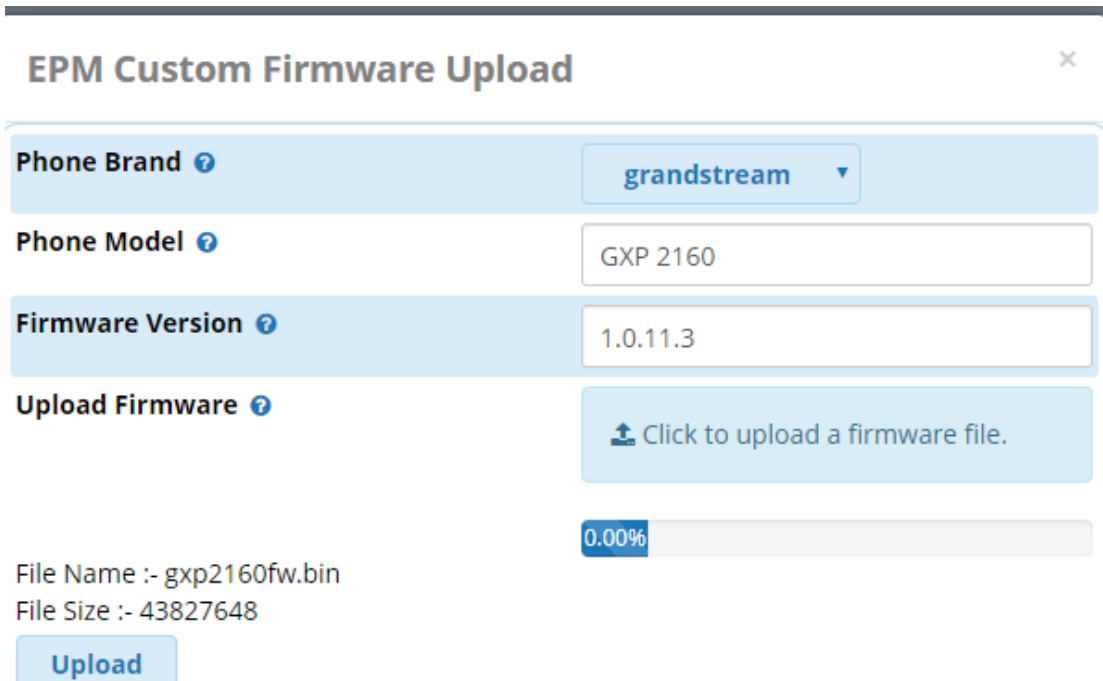 EPM Custom Firmware Upload ×
Phone Brand ? grandstream ▼
Phone Model ? GXP 2160
Firmware Version ? 1.0.11.3
Upload Firmware ? Click to upload a firmware file.
0.00%
File Name :- gxp2160fw.bin
File Size :- 43827648
Upload